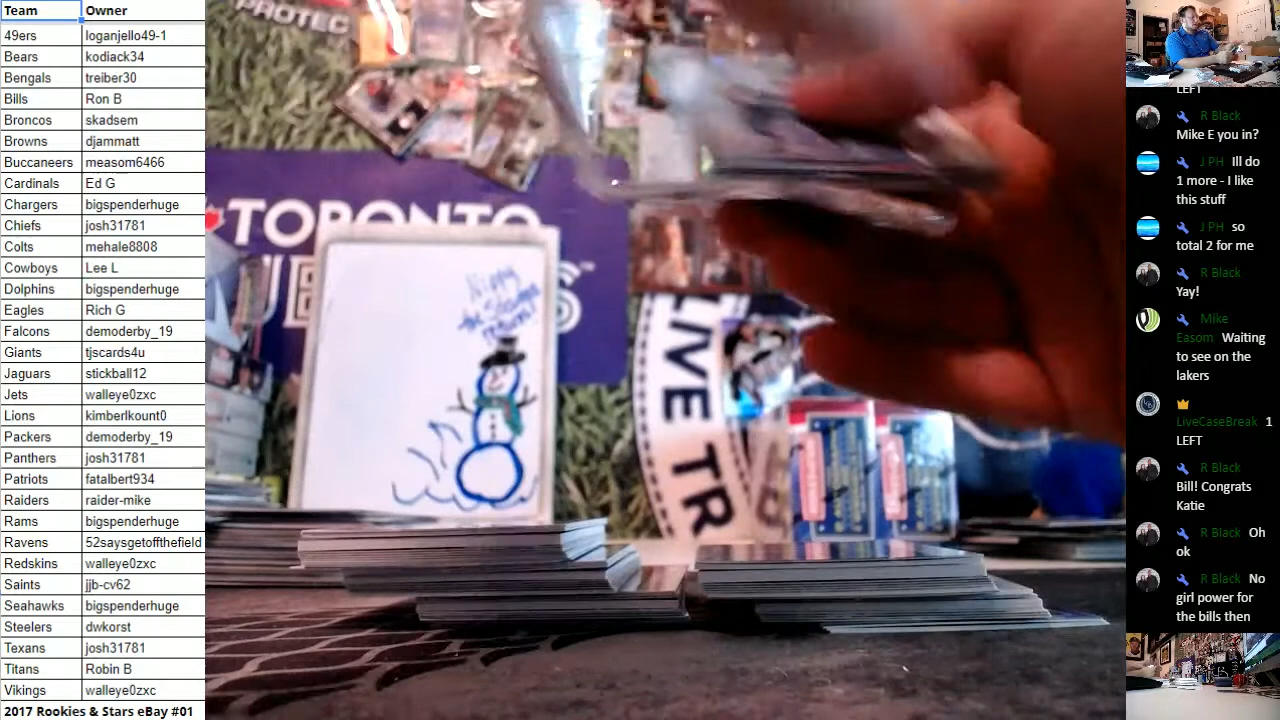 Team Owner
49ers loganjello49-1
Bears kodiack34
Bengals treiber30
Bills Ron B
Broncos skadsem
Browns djammatt
Buccaneers measom6466
Cardinals Ed G
Chargers bigspenderhuge
Chiefs josh31781
Colts mehale8808
Cowboys Lee L
Dolphins bigspenderhuge
Eagles Rich G
Falcons demoderby_19
Giants tjscards4u
Jaguars stickball12
Jets walleye0zxc
Lions kimberlkount0
Packers demoderby_19
Panthers josh31781
Patriots fatalbert934
Raiders raider-mike
Rams bigspenderhuge
Ravens 52saysgetoffthefield
Redskins walleye0zxc
Saints jjb-cv62
Seahawks bigspenderhuge
Steelers dwkorst
Texans josh31781
Titans Robin B
Vikings walleye0zxc
2017 Rookies & Stars eBay #01
PROTEC
TORONTO
LIVE TR
LEFT
R Black
Mike E you in?
J PH Ill do
1 more - I like
this stuff
J PH so
total 2 for me
R Black
Yay!
Mike
Easom Waiting
to see on the
lakers
LiveCaseBreak 1
LEFT
R Black
Bill! Congrats
Katie
R Black Oh
ok
R Black No
girl power for
the bills then